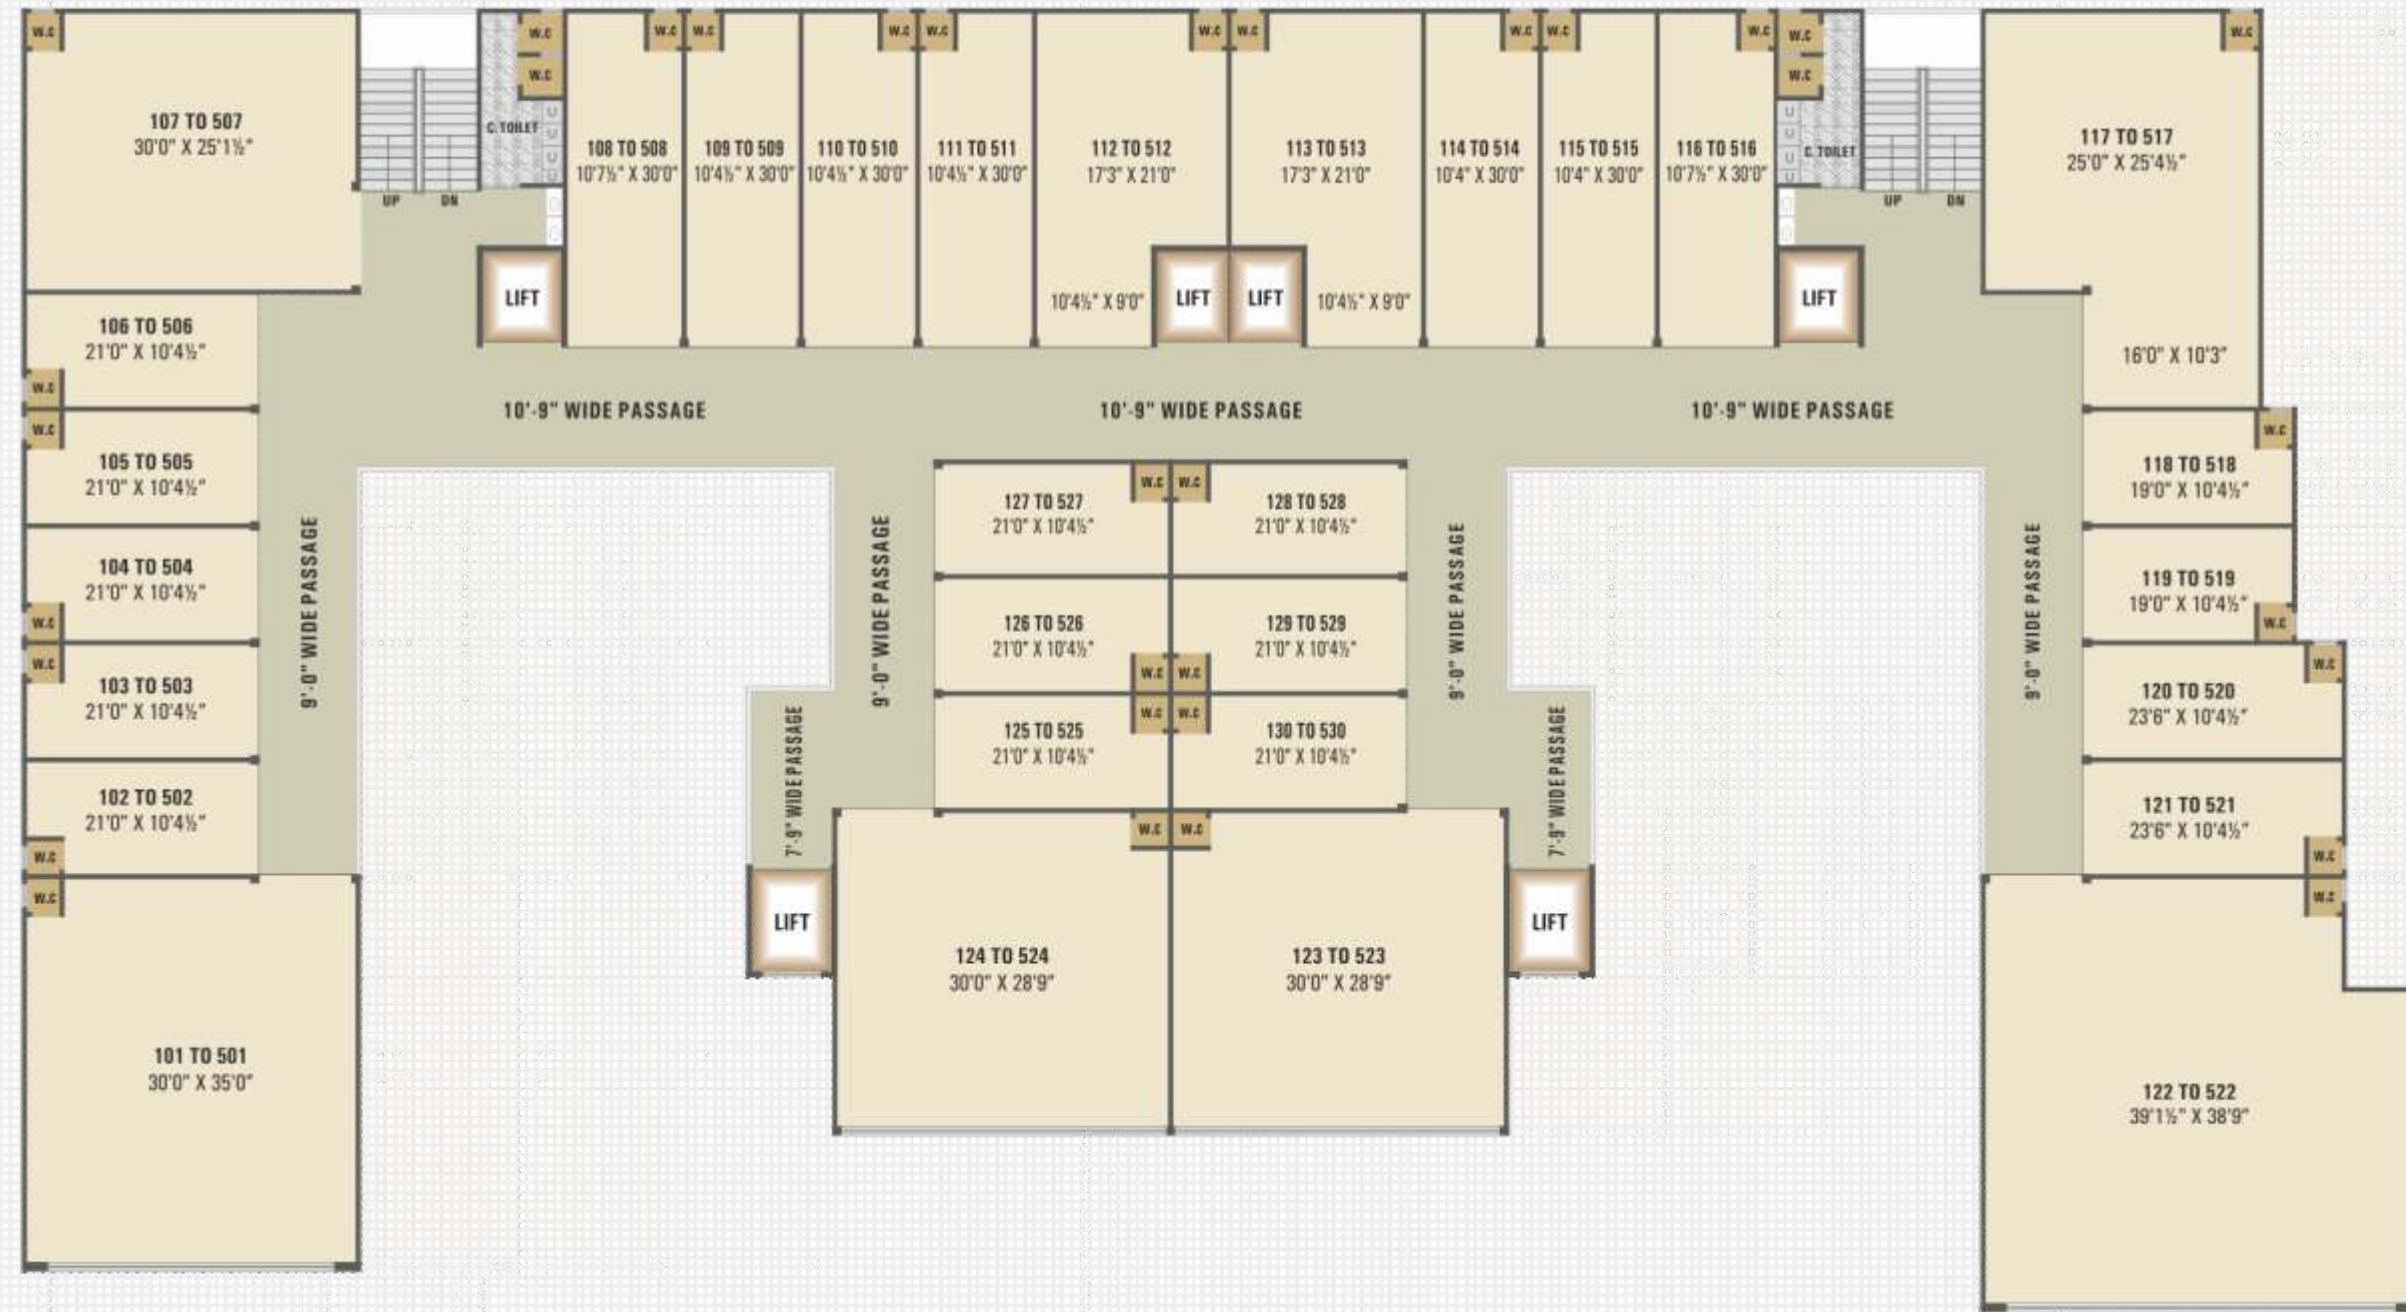 W.C
107 TO 507
30'0" X 25'1½"
UP
DN
W.C
W.C
C. TOILET
LIFT
W.C
108 TO 508
10'7½" X 30'0"
W.C
109 TO 509
10'4½" X 30'0"
W.C
110 TO 510
10'4½" X 30'0"
W.C
111 TO 511
10'4½" X 30'0"
W.C
112 TO 512
17'3" X 21'0"
10'4½" X 9'0"
LIFT
W.C
113 TO 513
17'3" X 21'0"
LIFT
10'4½" X 9'0"
W.C
114 TO 514
10'4" X 30'0"
W.C
115 TO 515
10'4" X 30'0"
W.C
116 TO 516
10'7½" X 30'0"
W.C
W.C
C. TOILET
LIFT
UP
DN
W.C
117 TO 517
25'0" X 25'4½"
16'0" X 10'3"
106 TO 506
21'0" X 10'4½"
W.C
W.C
105 TO 505
21'0" X 10'4½"
104 TO 504
21'0" X 10'4½"
W.C
W.C
103 TO 503
21'0" X 10'4½"
102 TO 502
21'0" X 10'4½"
W.C
W.C
101 TO 501
30'0" X 35'0"
9'-0" WIDE PASSAGE
10'-9" WIDE PASSAGE
10'-9" WIDE PASSAGE
10'-9" WIDE PASSAGE
9'-0" WIDE PASSAGE
7'-9" WIDE PASSAGE
LIFT
127 TO 527
21'0" X 10'4½"
W.C
W.C
128 TO 528
21'0" X 10'4½"
126 TO 526
21'0" X 10'4½"
W.C
W.C
129 TO 529
21'0" X 10'4½"
125 TO 525
21'0" X 10'4½"
W.C
W.C
130 TO 530
21'0" X 10'4½"
W.C
W.C
124 TO 524
30'0" X 28'9"
123 TO 523
30'0" X 28'9"
9'-0" WIDE PASSAGE
7'-9" WIDE PASSAGE
LIFT
9'-0" WIDE PASSAGE
W.C
118 TO 518
19'0" X 10'4½"
119 TO 519
19'0" X 10'4½"
W.C
W.C
120 TO 520
23'6" X 10'4½"
121 TO 521
23'6" X 10'4½"
W.C
W.C
122 TO 522
39'1½" X 38'9"